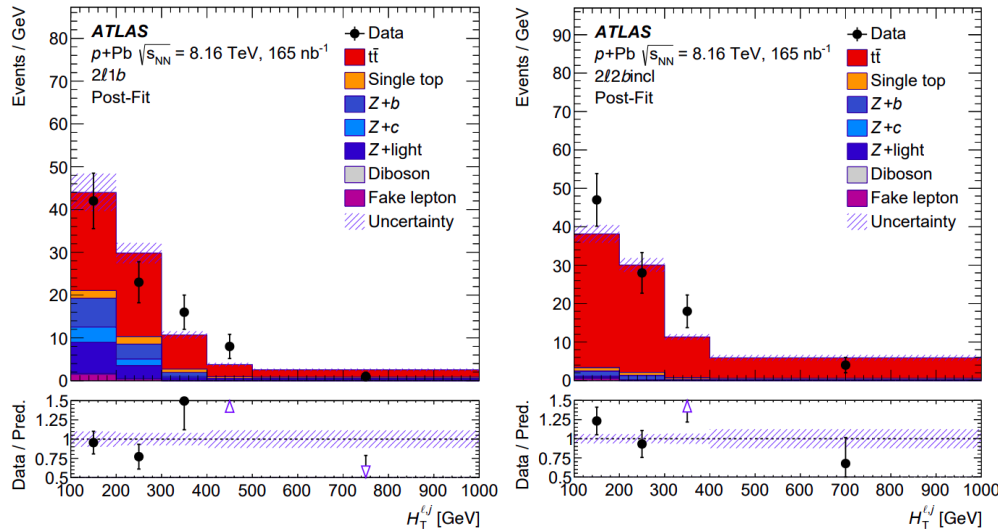 ATLAS
p+Pb √sNN = 8.16 TeV, 165 nb-1
2ℓ1b
Post-Fit
Data
tt̄
Single top
Z+b
Z+c
Z+light
Diboson
Fake lepton
Uncertainty
Events / GeV
80
70
60
50
40
30
20
10
0
Data / Pred.
1.5
1.25
1
0.75
0.5
100 200 300 400 500 600 700 800 900 1000
HTℓ,j [GeV]
ATLAS
p+Pb √sNN = 8.16 TeV, 165 nb-1
2ℓ2bincl
Post-Fit
Data
tt̄
Single top
Z+b
Z+c
Z+light
Diboson
Fake lepton
Uncertainty
Events / GeV
90
80
70
60
50
40
30
20
10
0
Data / Pred.
1.5
1.25
1
0.75
0.5
100 200 300 400 500 600 700 800 900 1000
HTℓ,j [GeV]